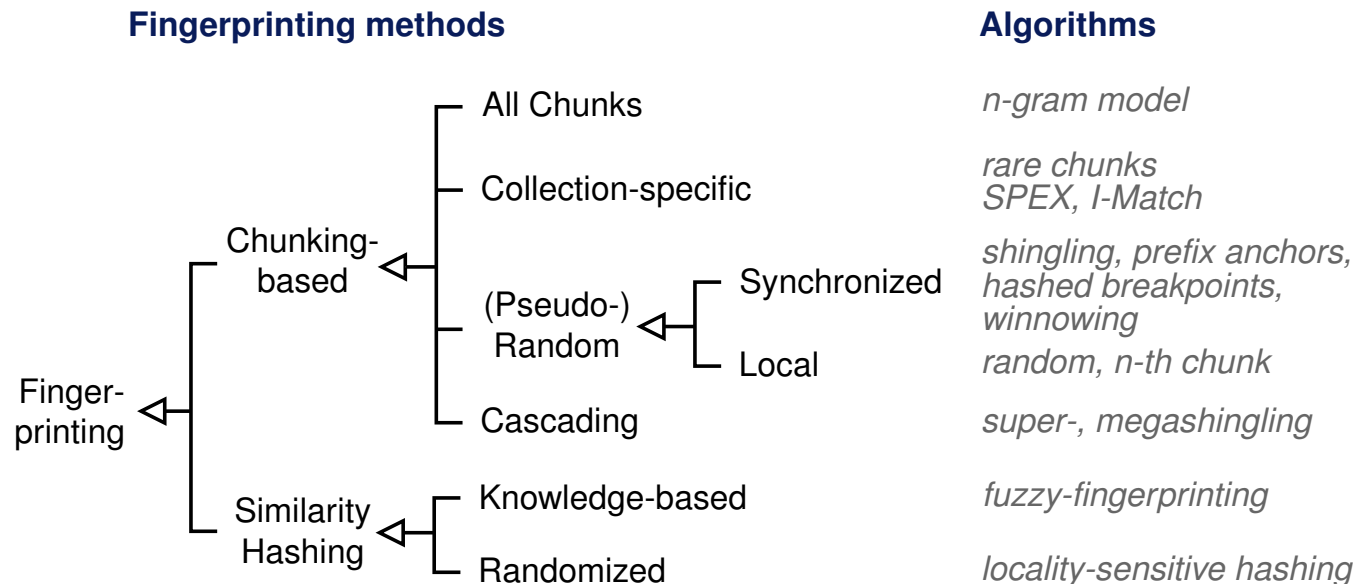 Fingerprinting methods
Algorithms
All Chunks
n-gram model
Collection-specific
rare chunks
SPEX, I-Match
Chunking-
based
(Pseudo-)
Random
Synchronized
shingling, prefix anchors,
hashed breakpoints,
winnowing
Local
random, n-th chunk
Finger-
printing
Cascading
super-, megashingling
Similarity
Hashing
Knowledge-based
fuzzy-fingerprinting
Randomized
locality-sensitive hashing